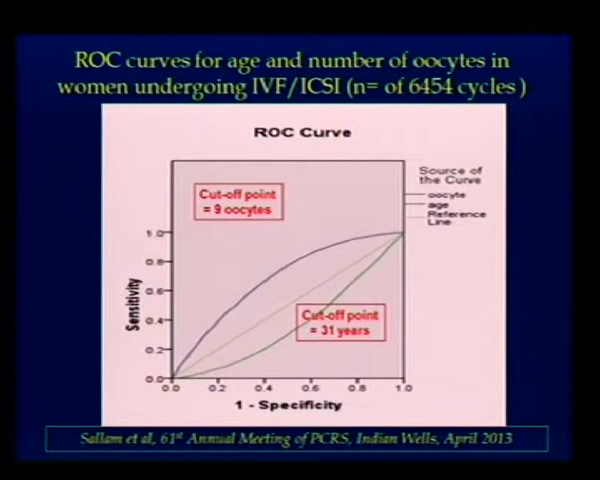 ROC curves for age and number of oocytes in
women undergoing IVF/ICSI (n= of 6454 cycles)
ROC Curve
Source of
the Curve
oocyte
age
Reference
Line
Cut-off point
= 9 oocytes
1.0
0.8
0.6
0.4
0.2
0.0
Sensitivity
Cut-off point
= 31 years
0.0 0.2 0.4 0.6 0.8 1.0
1 - Specificity
Sallam et al, 61st Annual Meeting of PCRS, Indian Wells, April 2013